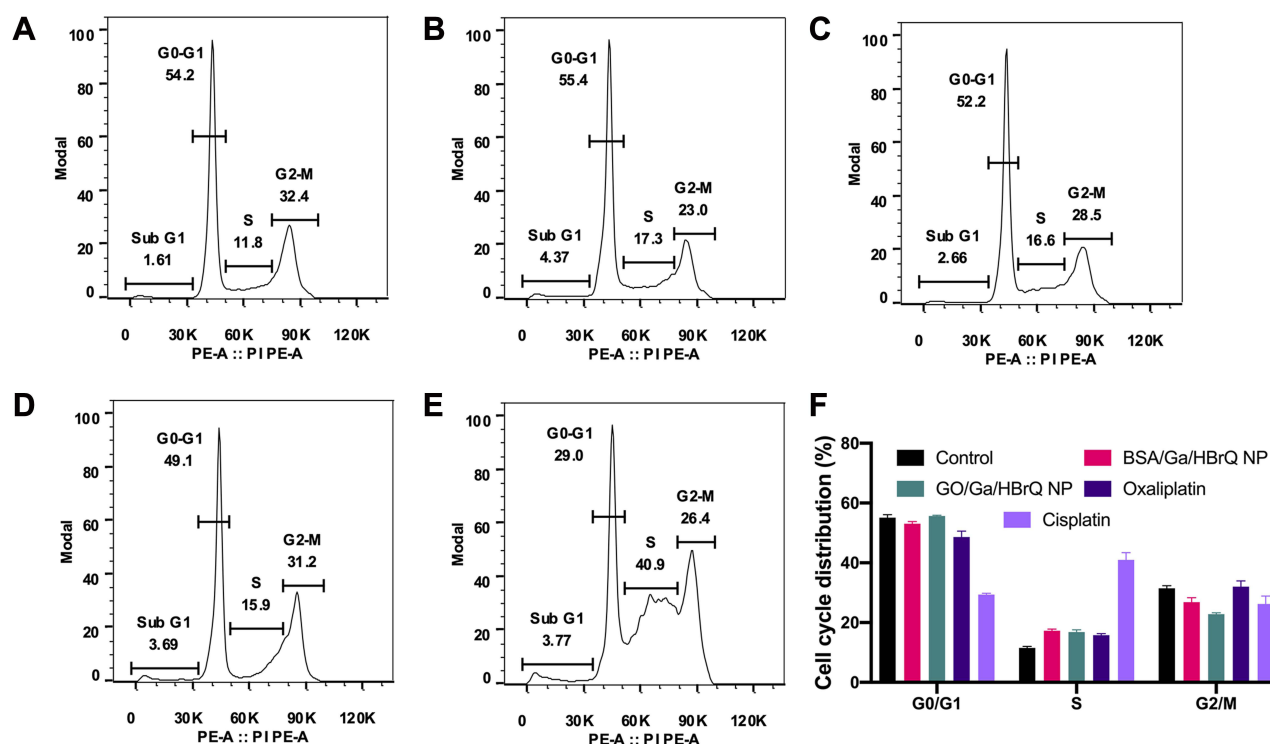 A
100
80
60
40
20
0
Modal
G0-G1
54.2
G2-M
32.4
S
11.8
Sub G1
1.61
0 30K 60K 90K 120K
PE-A :: PI PE-A
B
100
80
60
40
20
0
Modal
G0-G1
55.4
G2-M
23.0
S
17.3
Sub G1
4.37
0 30K 60K 90K 120K
PE-A :: PI PE-A
C
100
80
60
40
20
0
Modal
G0-G1
52.2
G2-M
28.5
S
16.6
Sub G1
2.66
0 30K 60K 90K 120K
PE-A :: PI PE-A
D
100
80
60
40
20
0
Modal
G0-G1
49.1
G2-M
31.2
S
15.9
Sub G1
3.69
0 30K 60K 90K 120K
PE-A :: PI PE-A
E
100
80
60
40
20
0
Modal
G0-G1
29.0
G2-M
26.4
S
40.9
Sub G1
3.77
0 30K 60K 90K 120K
PE-A :: PI PE-A
F
Cell cycle distribution (%)
80
60
40
20
0
Control BSA/Ga/HBrQ NP
GO/Ga/HBrQ NP Oxaliplatin
Cisplatin
G0/G1 S G2/M